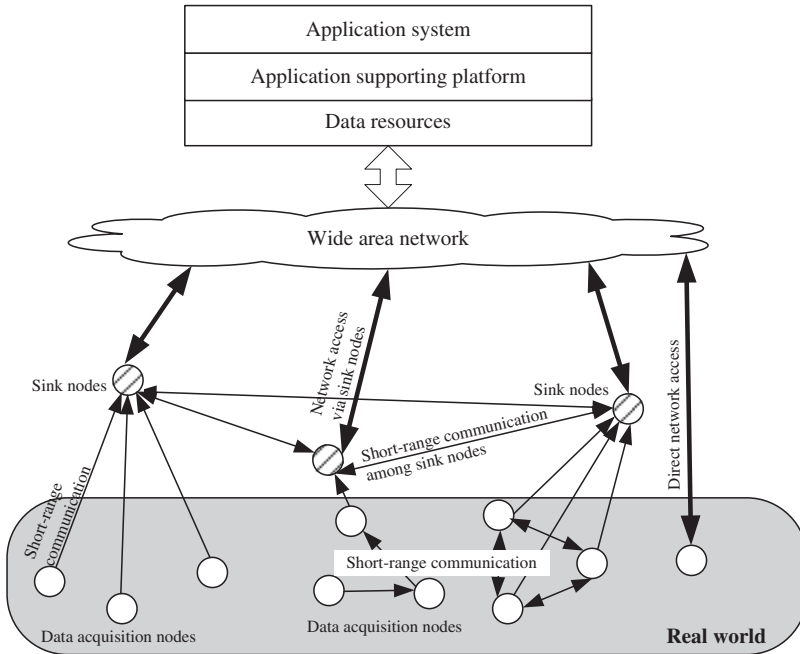 Application system
Application supporting platform
Data resources
Wide area network
Network access
via sink nodes
Direct network access
Sink nodes
Sink nodes
Short-range communication
among sink nodes
Short-range
communication
Short-range communication
Data acquisition nodes
Data acquisition nodes
Real world